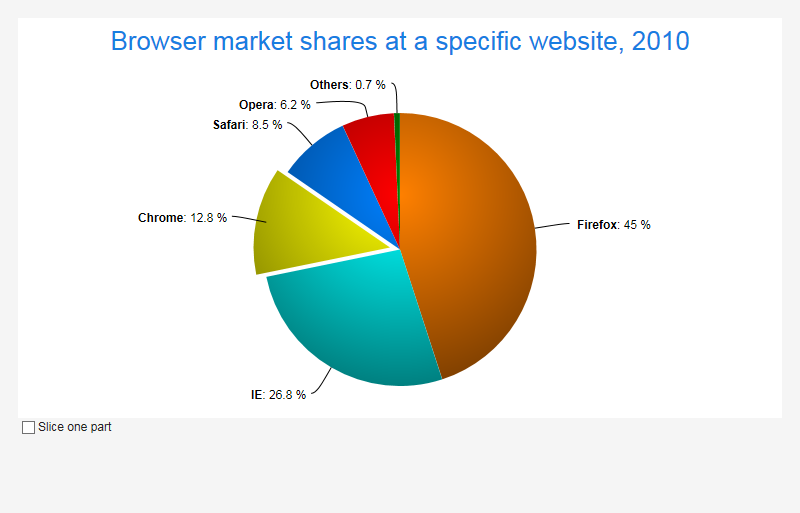 Browser market shares at a specific website, 2010
Others: 0.7 %
Opera: 6.2 %
Safari: 8.5 %
Chrome: 12.8 %
Firefox: 45 %
IE: 26.8 %
Slice one part